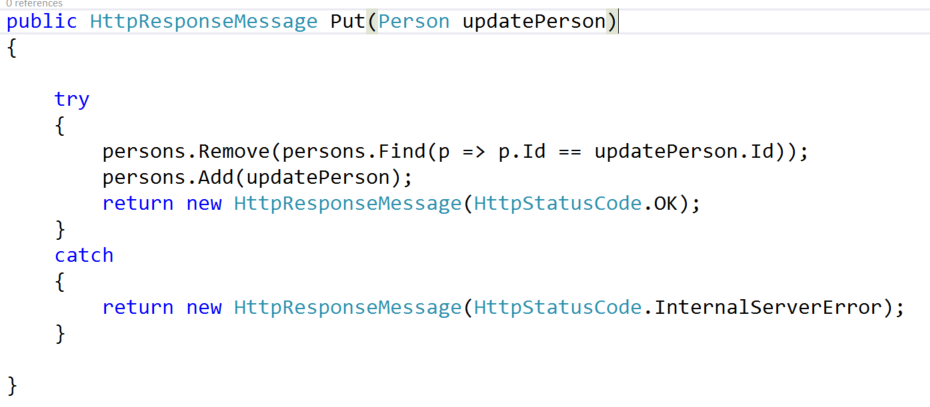 0 references
public HttpResponseMessage Put(Person updatePerson)
{
try
{
persons.Remove(persons.Find(p => p.Id == updatePerson.Id));
persons.Add(updatePerson);
return new HttpResponseMessage(HttpStatusCode.OK);
}
catch
{
return new HttpResponseMessage(HttpStatusCode.InternalServerError);
}
}